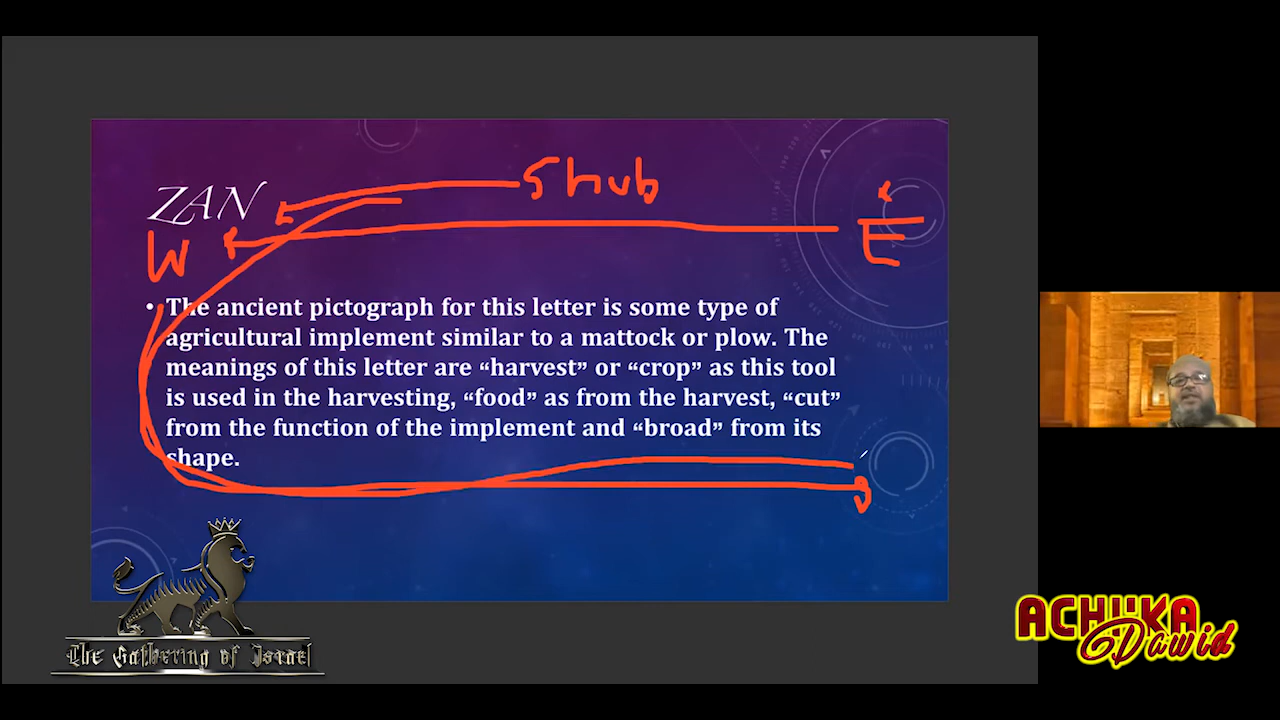 Shub
ZAN
E
W
• The ancient pictograph for this letter is some type of
agricultural implement similar to a mattock or plow. The
meanings of this letter are “harvest” or “crop” as this tool
is used in the harvesting, “food” as from the harvest, “cut”
from the function of the implement and “broad” from its
shape.
The Gathering of Israel
ACHUKA
Dawid